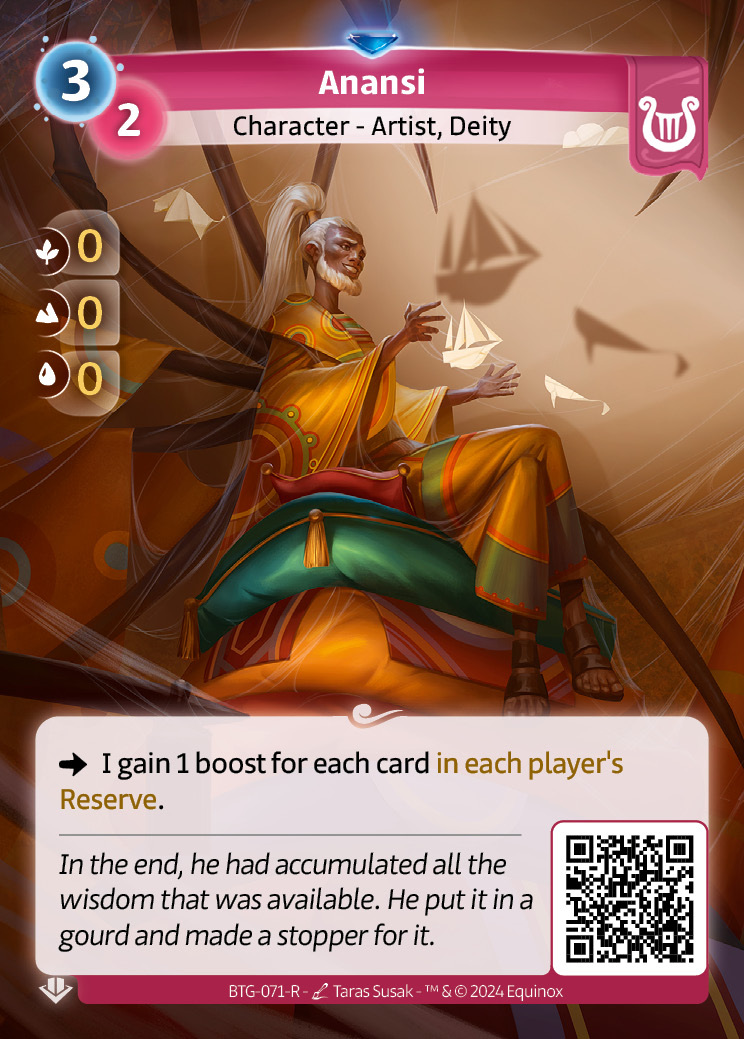 3
2
Anansi
Character - Artist, Deity
0
0
0
I gain 1 boost for each card in each player's
Reserve.
In the end, he had accumulated all the
wisdom that was available. He put it in a
gourd and made a stopper for it.
BTG-071-R - Taras Susak - ™ & © 2024 Equinox